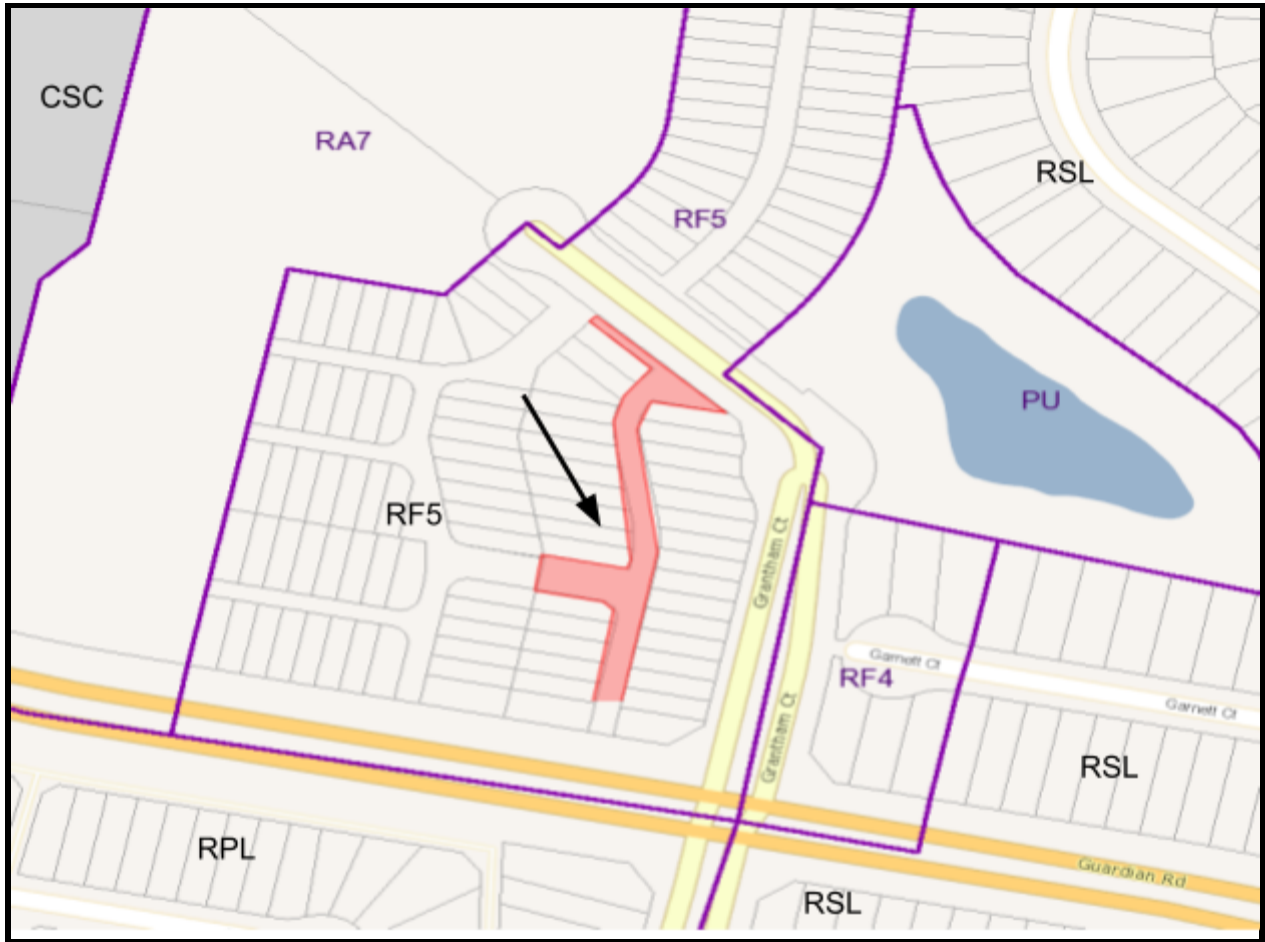 CSC
RA7
RSL
RF5
PU
RF5
Grantham Ct
Garnett Ct
RF4
Garnett Ct
Grantham Ct
RSL
RPL
Guardian Rd
RSL